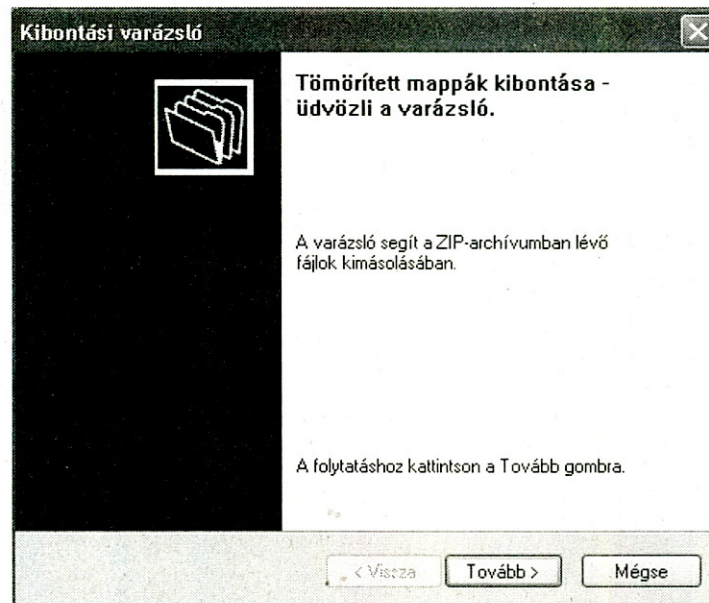 Kibontási varázsló
Tömörített mappák kibontása -
üdvözli a varázsló.
A varázsló segít a ZIP-archívumban lévő
fájlok kimásolásában.
A folytatáshoz kattintson a Tovább gombra.
< Vissza Tovább > Mégse